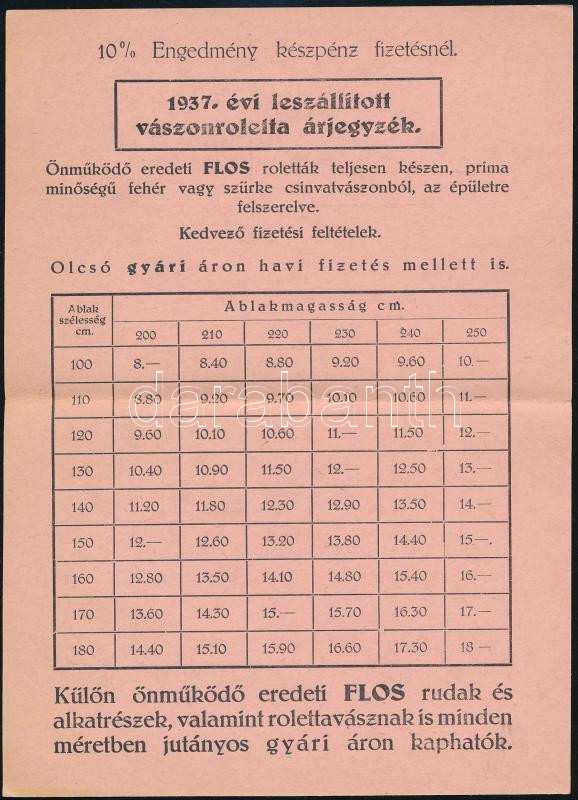 10% Engedmény készpénz fizetésnél.
1937. évi leszállított
vászonroletta árjegyzék.
Önműködő eredeti FLOS roletták teljesen készen, prima
minőségű fehér vagy szürke csinvatvászonból, az épületre
felszerelve.
Kedvező fizetési feltételek.
Olcsó gyári áron havi fizetés mellett is.
Ablak szélesség cm. Ablakmagasság cm.
200 210 220 230 240 250
100 8.— 8.40 8.80 9.20 9.60 10.—
110 8.80 9.20 9.70 10.10 10.60 11.—
darabanth
120 9.60 10.10 10.60 11.— 11.50 12.—
130 10.40 10.90 11.50 12.— 12.50 13.—
140 11.20 11.80 12.30 12.90 13.50 14.—
150 12.— 12.60 13.20 13.80 14.40 15—.
160 12.80 13.50 14.10 14.80 15.40 16.—
170 13.60 14.30 15.— 15.70 16.30 17.—
180 14.40 15.10 15.90 16.60 17.30 18—
Külön önműködő eredeti FLOS rudak és
alkatrészek, valamint rolettavásznak is minden
méretben jutányos gyári áron kaphatók.